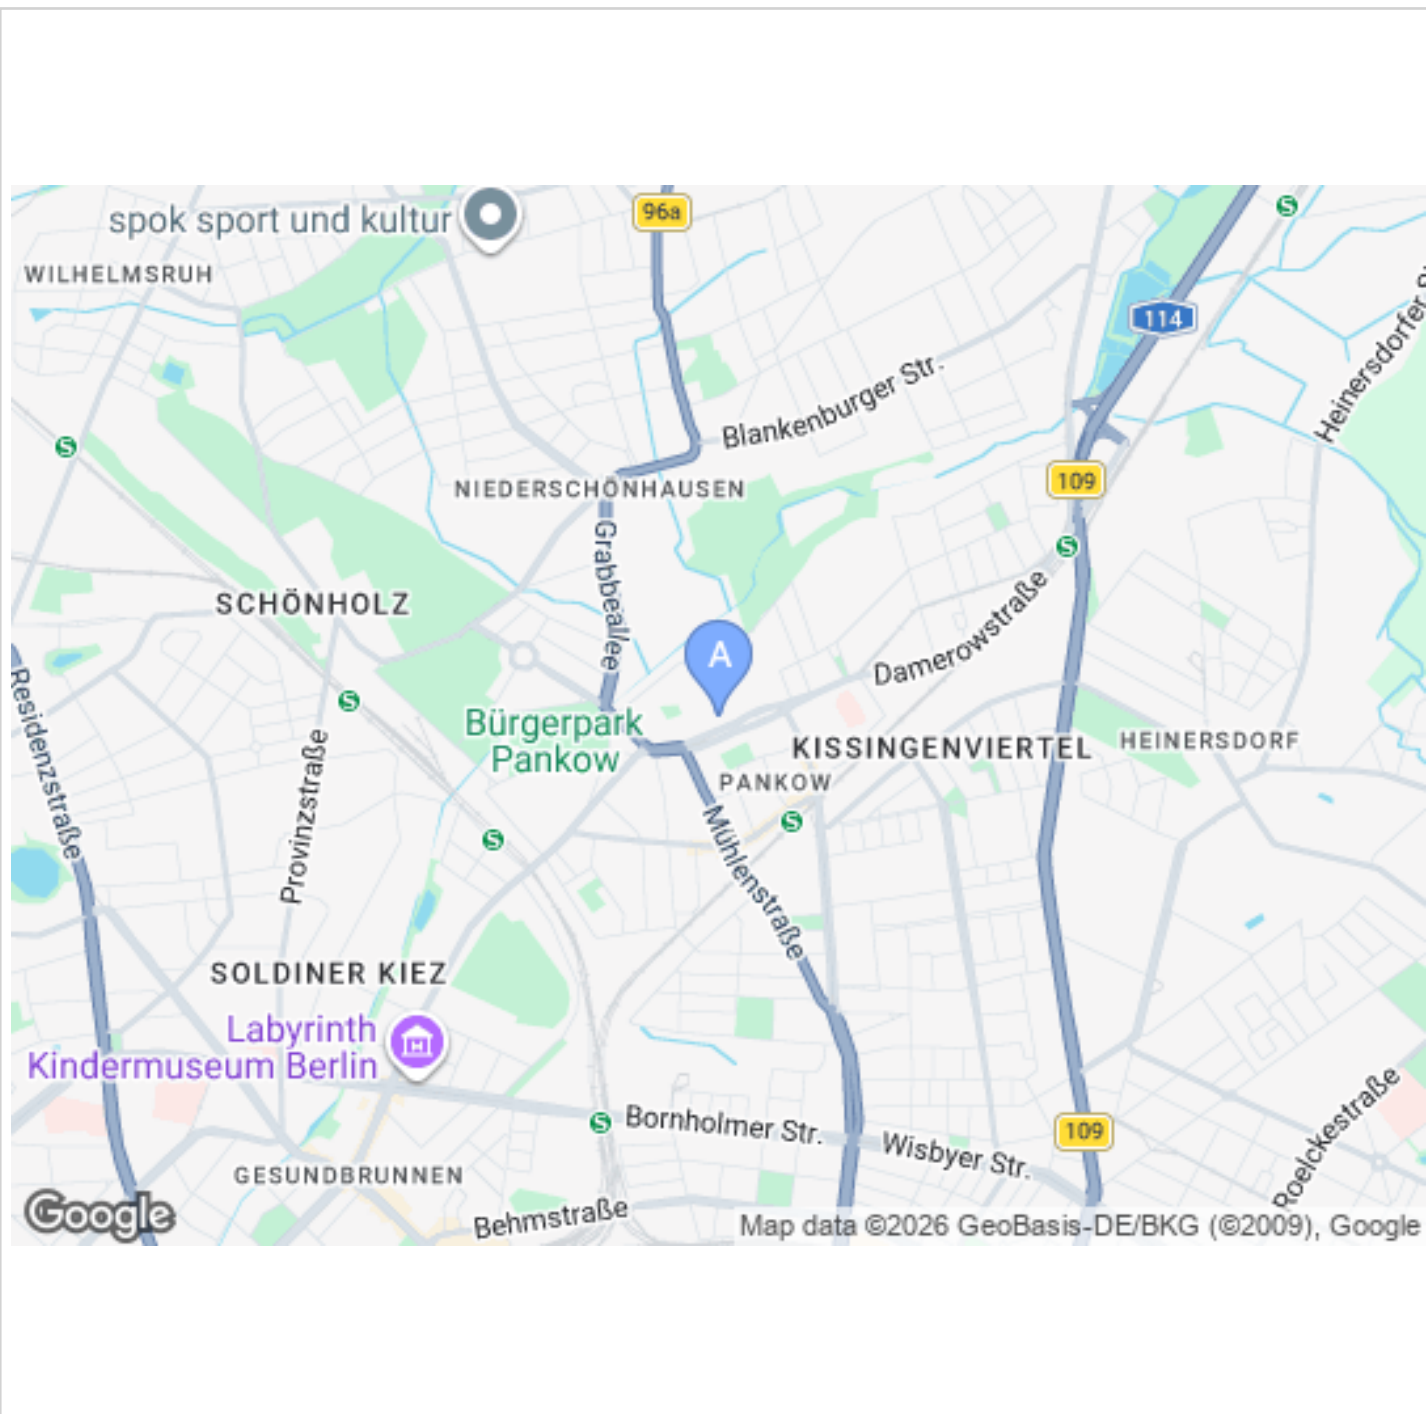 96a
spok sport und kultur
S
WILHELMSRUH
114
Heinersdorfer
Blankenburger Str.
S
109
NIEDERSCHÖNHAUSEN
Grabbeallee
S
SCHÖNHOLZ
Damerowstraße
A
Residenzstraße
S
Bürgerpark
Pankow
Provinzstraße
KISSINGENVIERTEL
HEINERSDORF
PANKOW
S
S
Mühlenstraße
SOLDINER KIEZ
Labyrinth
Kindermuseum Berlin
Roelckestraße
S
Bornholmer Str.
109
Wisbyer Str.
GESUNDBRUNNEN
Behmstraße
Google
Map data ©2026 GeoBasis-DE/BKG (©2009), Google